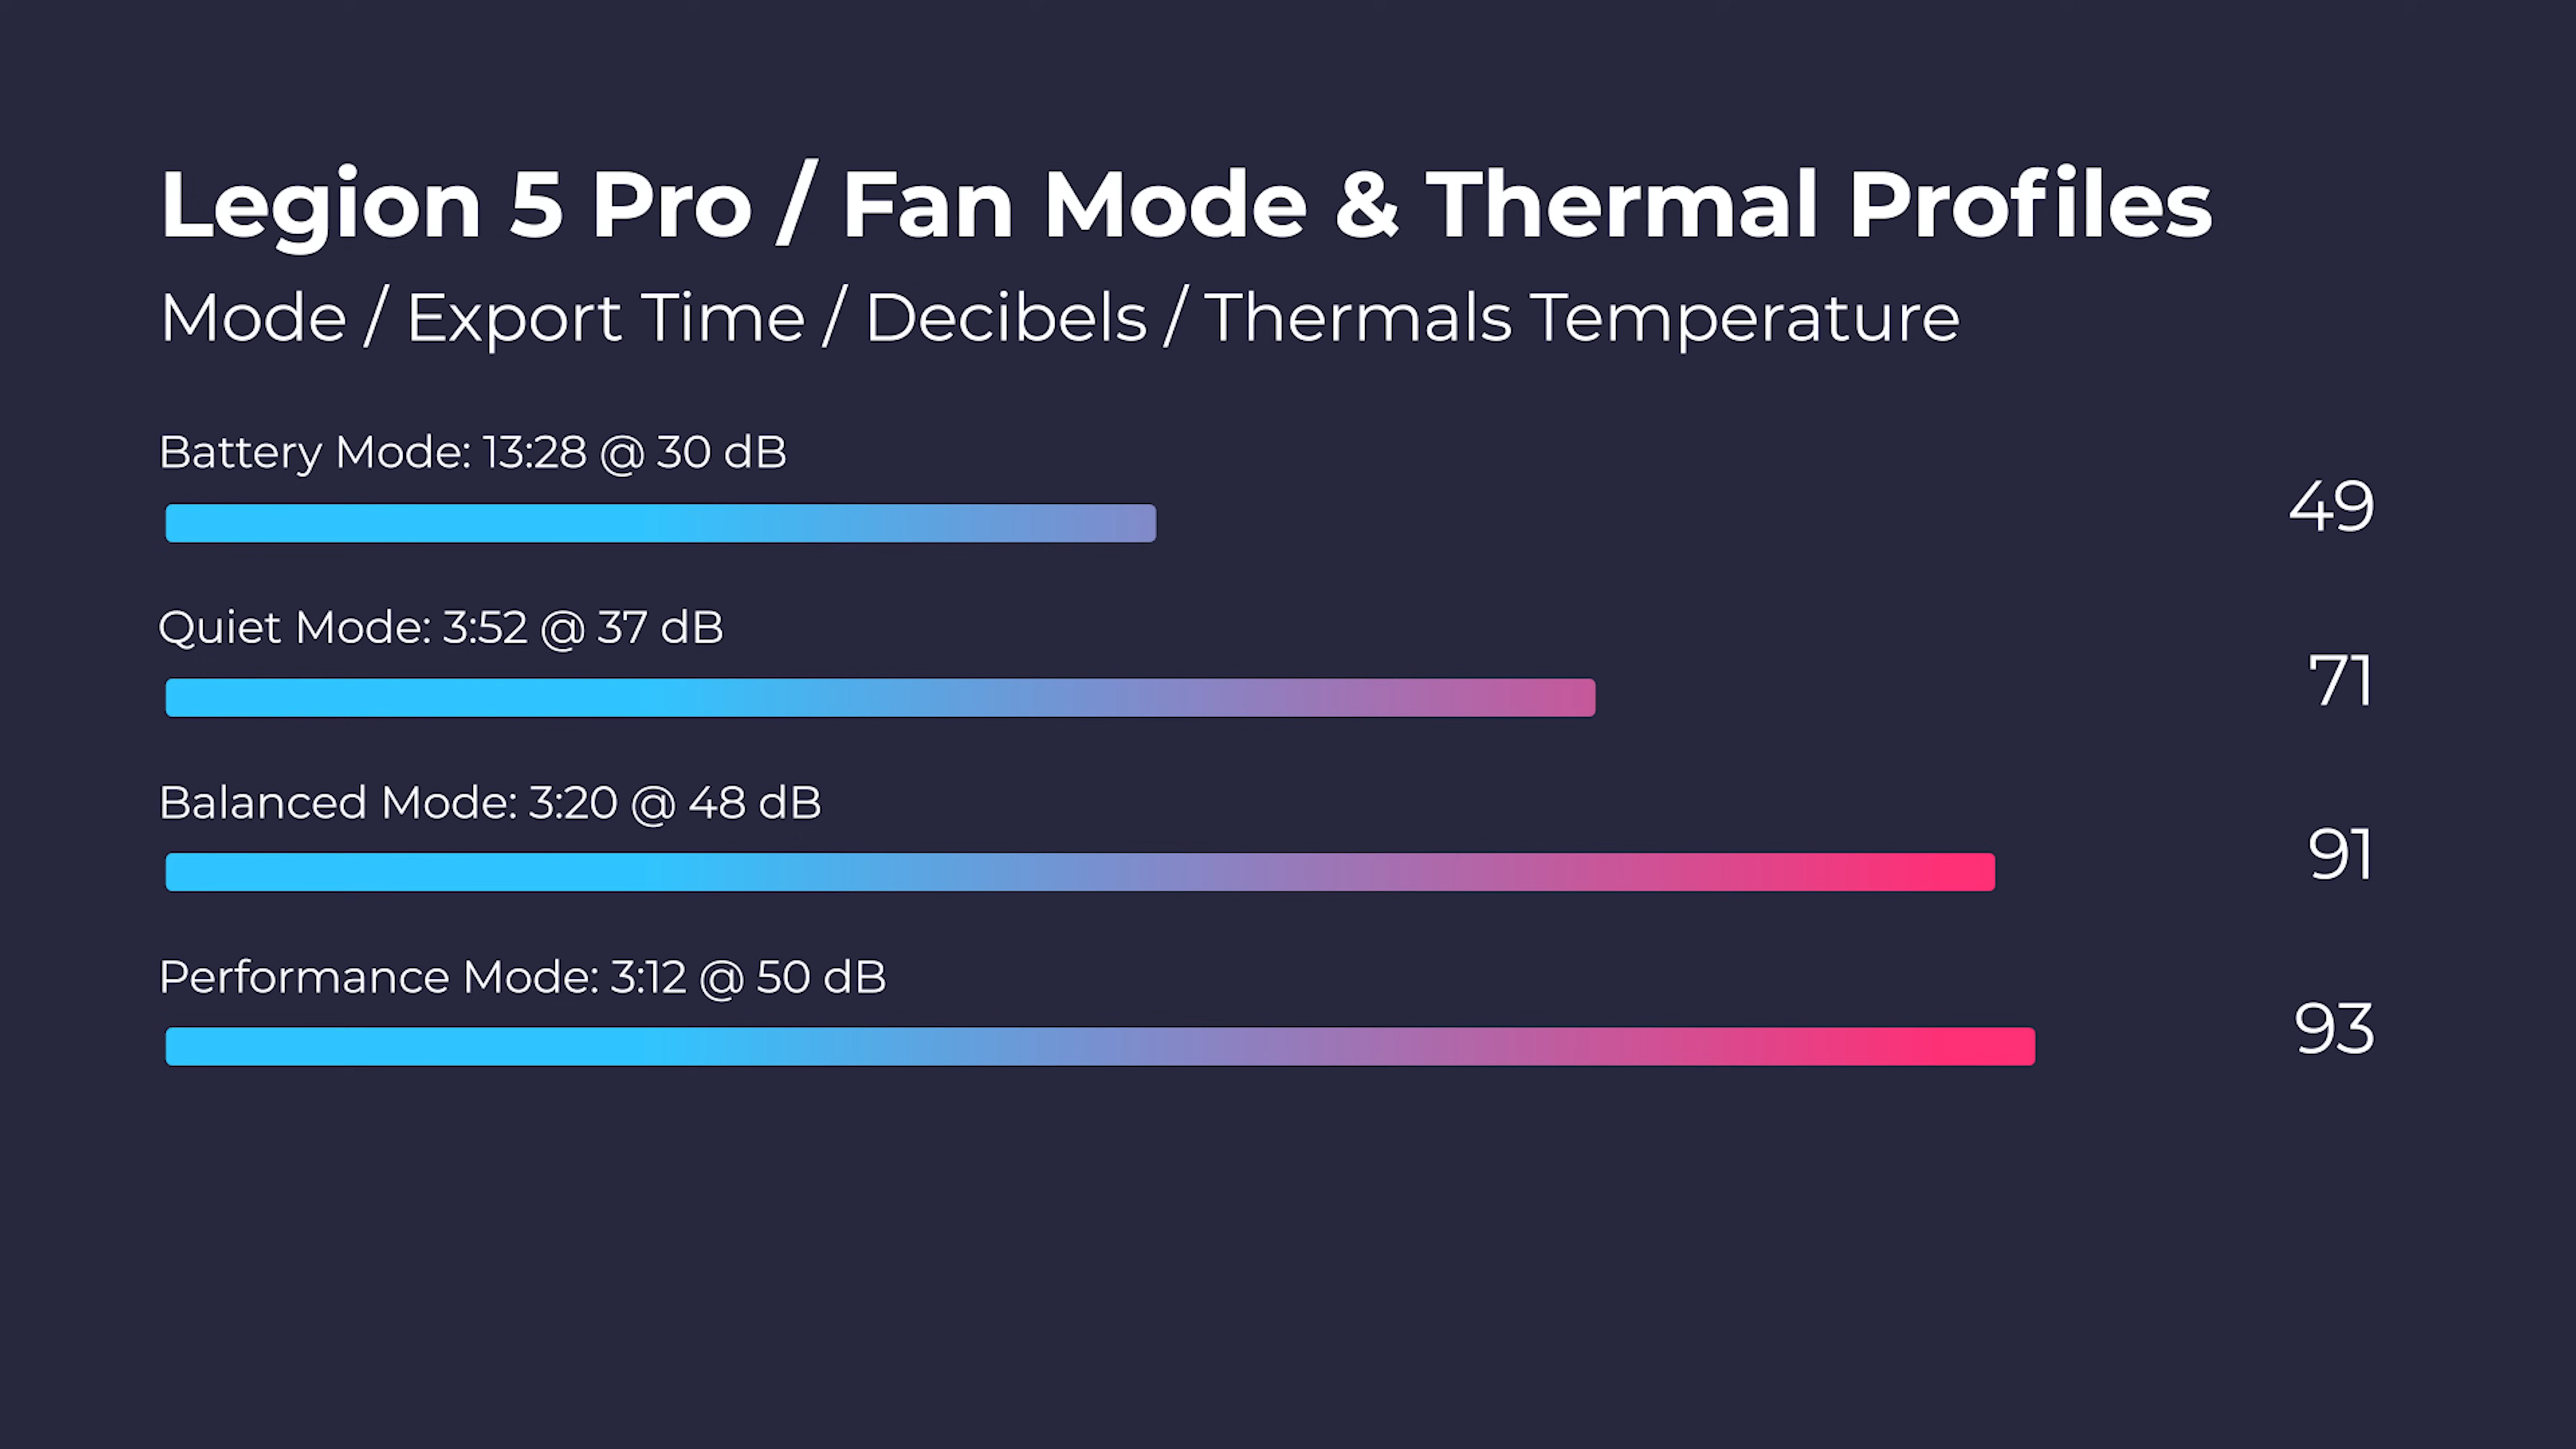 Legion 5 Pro / Fan Mode & Thermal Profiles
Mode / Export Time / Decibels / Thermals Temperature
Battery Mode: 13:28 @ 30 dB
49
Quiet Mode: 3:52 @ 37 dB
71
Balanced Mode: 3:20 @ 48 dB
91
Performance Mode: 3:12 @ 50 dB
93